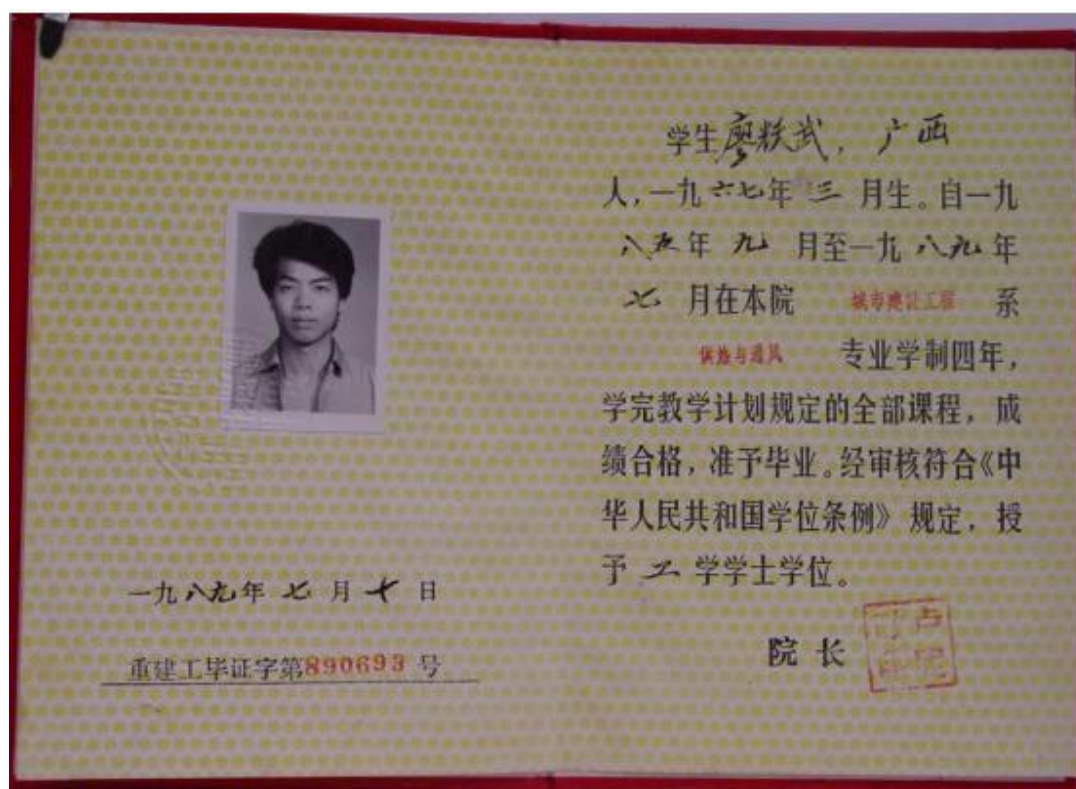 一九八九年七月十日
重建工毕证字第890693号
学生廖轶武，广西
人，一九六七年三月生。自一九
八五年九月至一九八九年
七月在本院 城市建设工程 系
供热与通风 专业学制四年，
学完教学计划规定的全部课程，成
绩合格，准予毕业。经审核符合《中
华人民共和国学位条例》规定，授
予工学学士学位。
院长